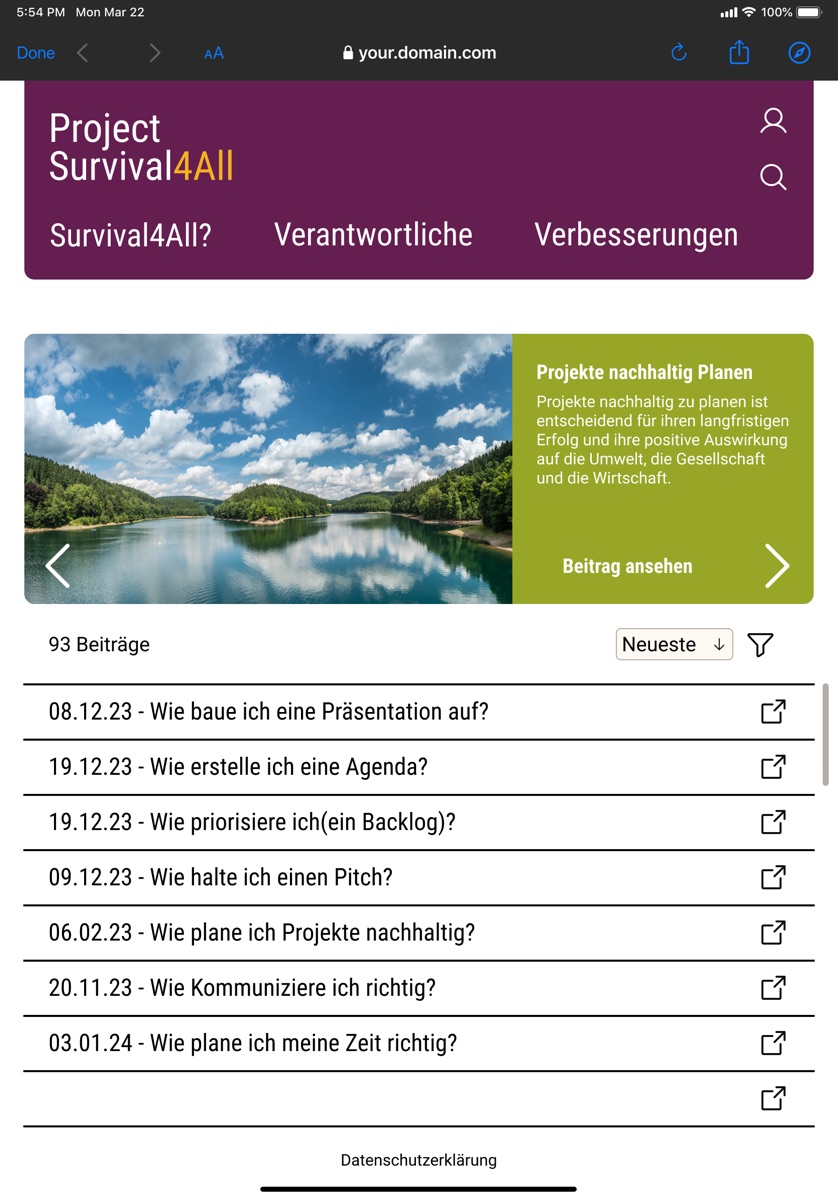 5:54 PM Mon Mar 22
100%
Done
AA
your.domain.com
Project
Survival4All
Survival4All?
Verantwortliche
Verbesserungen
Projekte nachhaltig Planen
Projekte nachhaltig zu planen ist
entscheidend für ihren langfristigen
Erfolg und ihre positive Auswirkung
auf die Umwelt, die Gesellschaft
und die Wirtschaft.
Beitrag ansehen
93 Beiträge
Neueste ↓
08.12.23 - Wie baue ich eine Präsentation auf?
19.12.23 - Wie erstelle ich eine Agenda?
19.12.23 - Wie priorisiere ich(ein Backlog)?
09.12.23 - Wie halte ich einen Pitch?
06.02.23 - Wie plane ich Projekte nachhaltig?
20.11.23 - Wie Kommuniziere ich richtig?
03.01.24 - Wie plane ich meine Zeit richtig?
Datenschutzerklärung